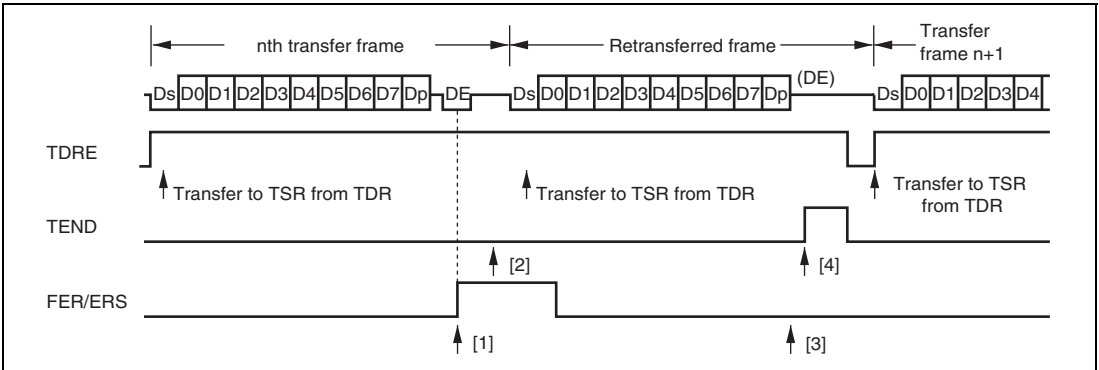 nth transfer frame
Retransferred frame
Transfer
frame n+1
(DE)
Ds D0 D1 D2 D3 D4 D5 D6 D7 Dp DE Ds D0 D1 D2 D3 D4 D5 D6 D7 Dp Ds D0 D1 D2 D3 D4
TDRE
Transfer to TSR from TDR
Transfer to TSR from TDR
Transfer to TSR
from TDR
TEND
[2]
[4]
FER/ERS
[1]
[3]